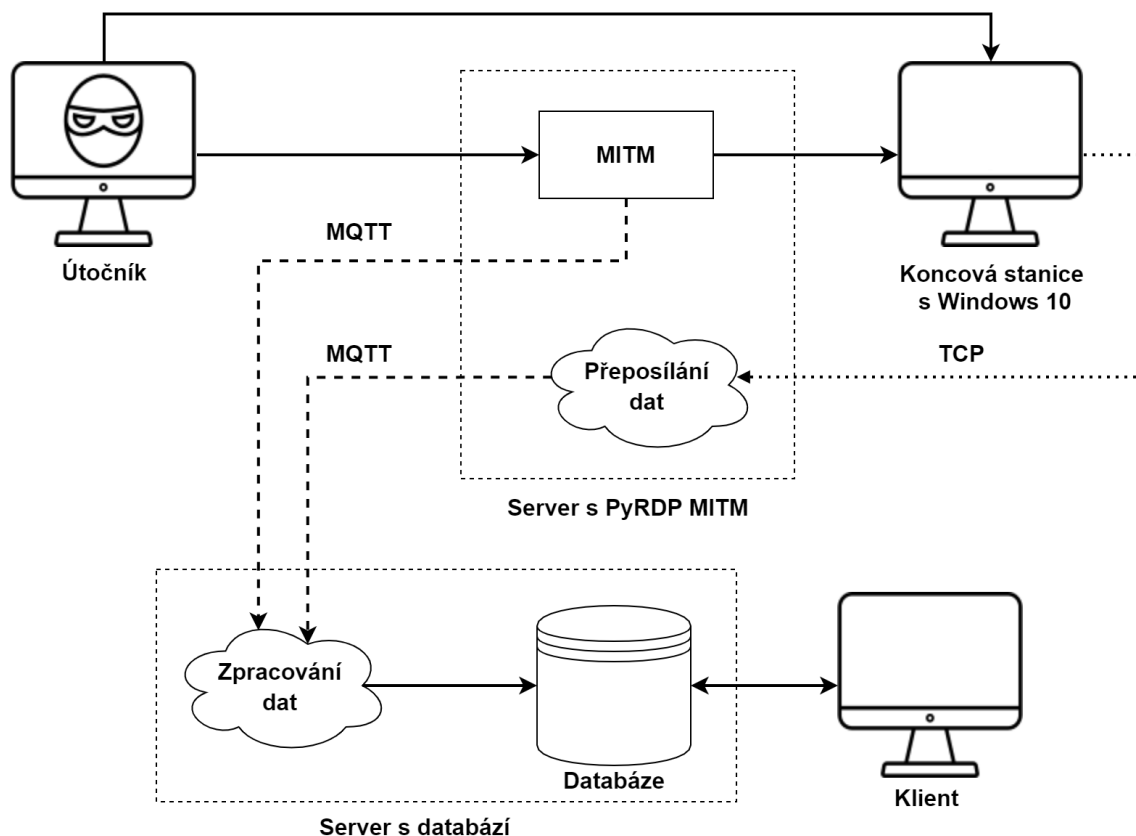 MITM
MQTT
Útočník
Koncová stanice
s Windows 10
MQTT
Přeposílání
dat
TCP
Server s PyRDP MITM
Zpracování
dat
Databáze
Klient
Server s databází